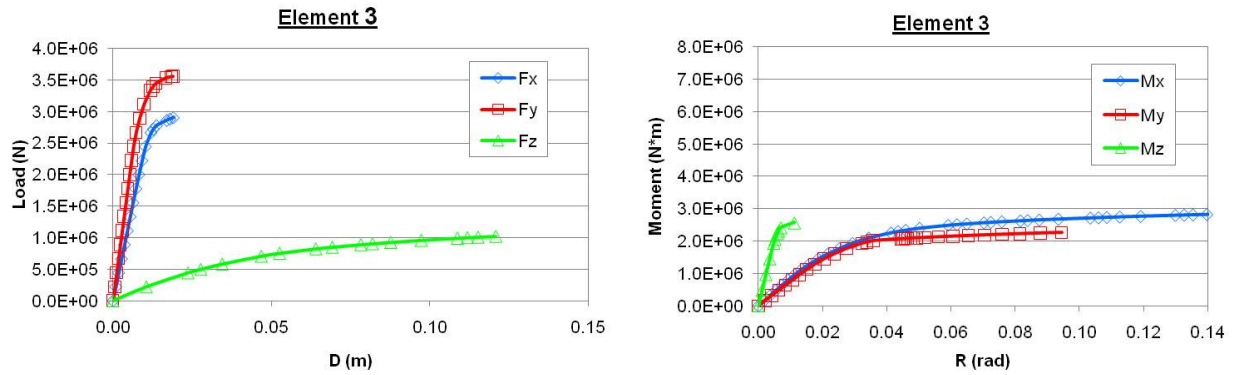 Element 3
4.0E+06
3.5E+06
3.0E+06
2.5E+06
2.0E+06
1.5E+06
1.0E+06
5.0E+05
0.0E+00
Load (N)
Fx
Fy
Fz
0.00
0.05
0.10
0.15
D (m)
Element 3
8.0E+06
7.0E+06
6.0E+06
5.0E+06
4.0E+06
3.0E+06
2.0E+06
1.0E+06
0.0E+00
Moment (N*m)
Mx
My
Mz
0.00
0.02
0.04
0.06
0.08
0.10
0.12
0.14
R (rad)